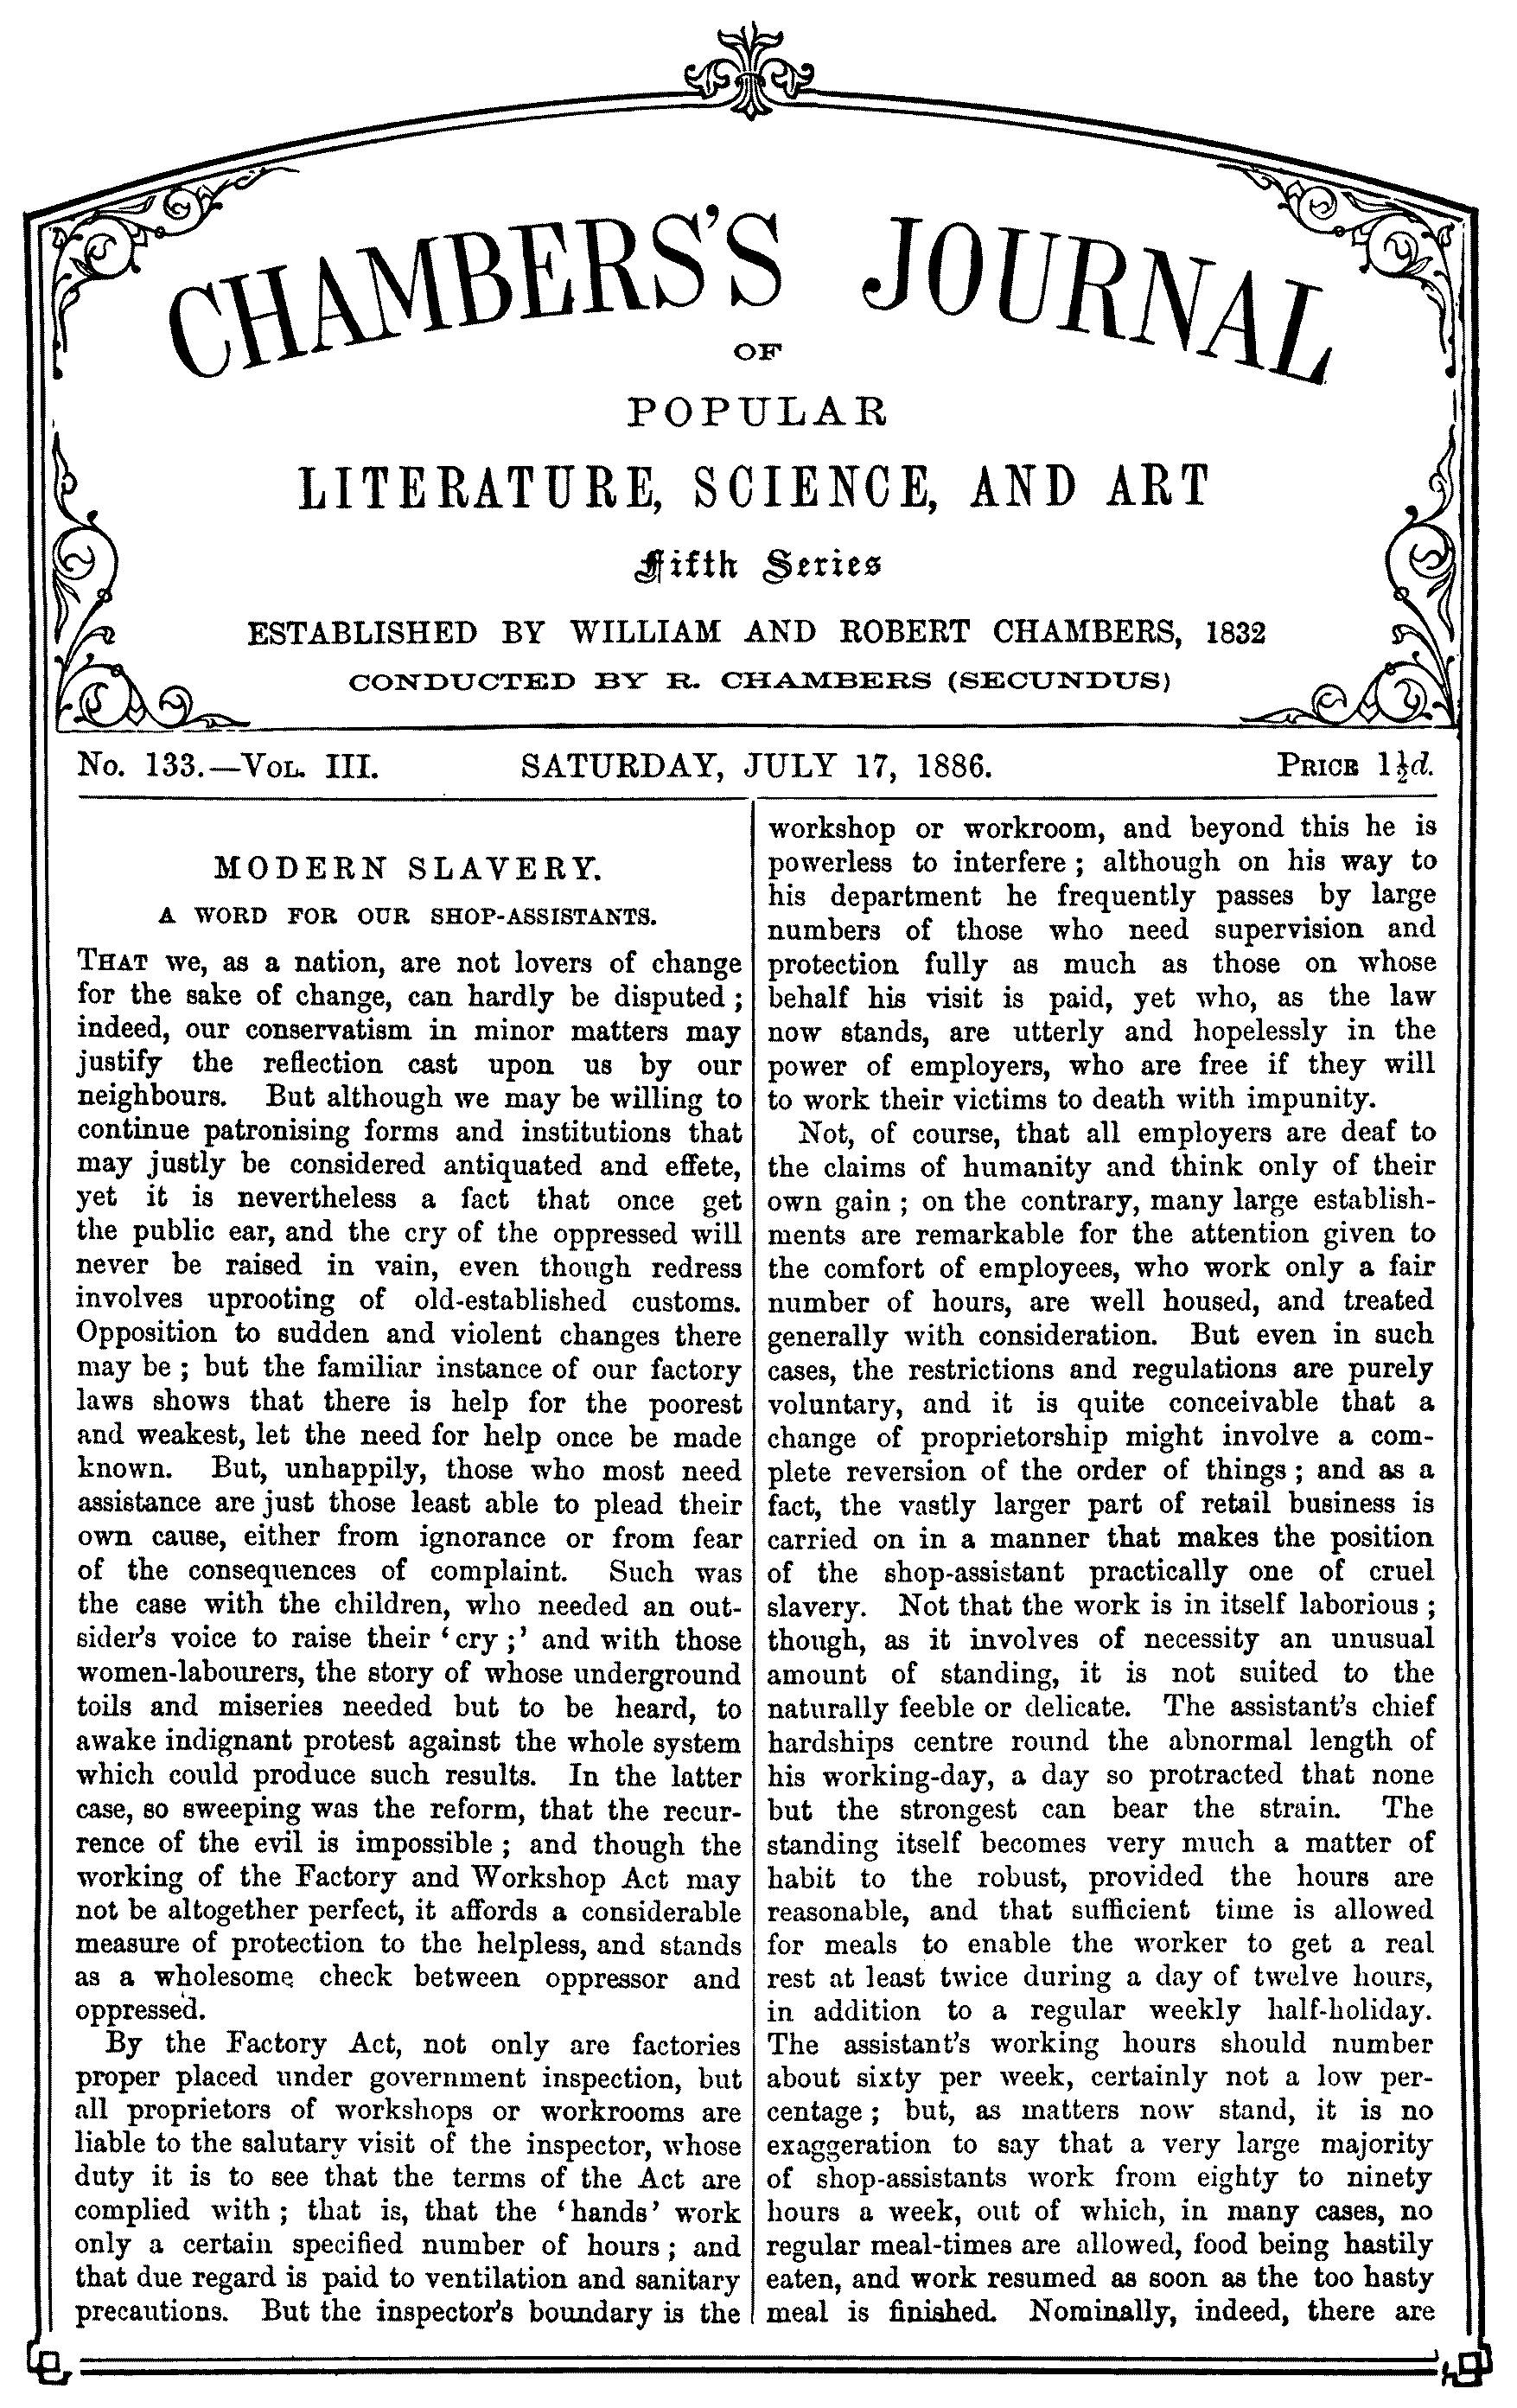 CHAMBERS'S JOURNAL
OF
POPULAR
LITERATURE, SCIENCE, AND ART
Fifth Series
ESTABLISHED BY WILLIAM AND ROBERT CHAMBERS, 1832
CONDUCTED BY R. CHAMBERS (SECUNDUS)
No. 133.—VOL. III. SATURDAY, JULY 17, 1886. PRICE 1½d.
MODERN SLAVERY.
A WORD FOR OUR SHOP-ASSISTANTS.
THAT we, as a nation, are not lovers of change
for the sake of change, can hardly be disputed;
indeed, our conservatism in minor matters may
justify the reflection cast upon us by our
neighbours. But although we may be willing to
continue patronising forms and institutions that
may justly be considered antiquated and effete,
yet it is nevertheless a fact that once get
the public ear, and the cry of the oppressed will
never be raised in vain, even though redress
involves uprooting of old-established customs.
Opposition to sudden and violent changes there
may be; but the familiar instance of our factory
laws shows that there is help for the poorest
and weakest, let the need for help once be made
known. But, unhappily, those who most need
assistance are just those least able to plead their
own cause, either from ignorance or from fear
of the consequences of complaint. Such was
the case with the children, who needed an out-
sider's voice to raise their 'cry;' and with those
women-labourers, the story of whose underground
toils and miseries needed but to be heard, to
awake indignant protest against the whole system
which could produce such results. In the latter
case, so sweeping was the reform, that the recur-
rence of the evil is impossible; and though the
working of the Factory and Workshop Act may
not be altogether perfect, it affords a considerable
measure of protection to the helpless, and stands
as a wholesome check between oppressor and
oppressed.
By the Factory Act, not only are factories
proper placed under government inspection, but
all proprietors of workshops or workrooms are
liable to the salutary visit of the inspector, whose
duty it is to see that the terms of the Act are
complied with; that is, that the 'hands' work
only a certain specified number of hours; and
that due regard is paid to ventilation and sanitary
precautions. But the inspector's boundary is the
workshop or workroom, and beyond this he is
powerless to interfere; although on his way to
his department he frequently passes by large
numbers of those who need supervision and
protection fully as much as those on whose
behalf his visit is paid, yet who, as the law
now stands, are utterly and hopelessly in the
power of employers, who are free if they will
to work their victims to death with impunity.
Not, of course, that all employers are deaf to
the claims of humanity and think only of their
own gain; on the contrary, many large establish-
ments are remarkable for the attention given to
the comfort of employees, who work only a fair
number of hours, are well housed, and treated
generally with consideration. But even in such
cases, the restrictions and regulations are purely
voluntary, and it is quite conceivable that a
change of proprietorship might involve a com-
plete reversion of the order of things; and as a
fact, the vastly larger part of retail business is
carried on in a manner that makes the position
of the shop-assistant practically one of cruel
slavery. Not that the work is in itself laborious;
though, as it involves of necessity an unusual
amount of standing, it is not suited to the
naturally feeble or delicate. The assistant's chief
hardships centre round the abnormal length of
his working-day, a day so protracted that none
but the strongest can bear the strain. The
standing itself becomes very much a matter of
habit to the robust, provided the hours are
reasonable, and that sufficient time is allowed
for meals to enable the worker to get a real
rest at least twice during a day of twelve hours,
in addition to a regular weekly half-holiday.
The assistant's working hours should number
about sixty per week, certainly not a low per-
centage; but, as matters now stand, it is no
exaggeration to say that a very large majority
of shop-assistants work from eighty to ninety
hours a week, out of which, in many cases, no
regular meal-times are allowed, food being hastily
eaten, and work resumed as soon as the too hasty
meal is finished. Nominally, indeed, there are